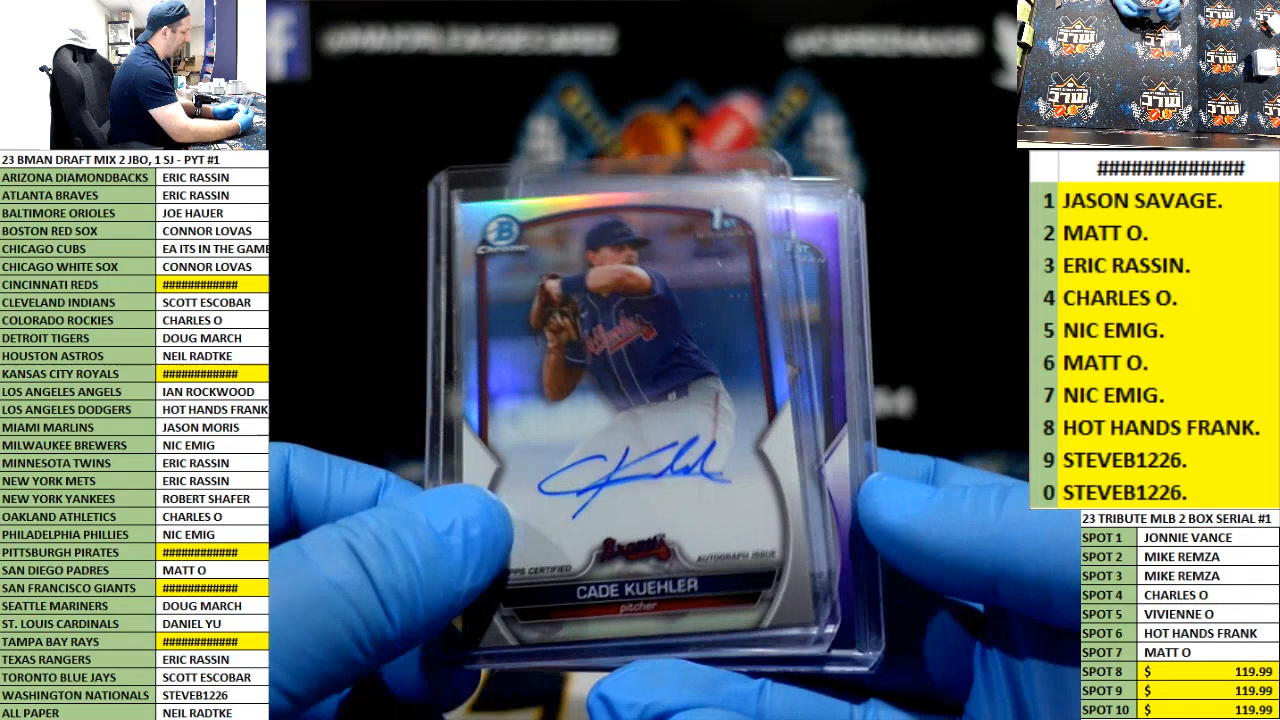 23 BMAN DRAFT MIX 2 JBO, 1 SJ - PYT #1
ARIZONA DIAMONDBACKS ERIC RASSIN
ATLANTA BRAVES ERIC RASSIN
BALTIMORE ORIOLES JOE HAUER
BOSTON RED SOX CONNOR LOVAS
CHICAGO CUBS EA ITS IN THE GAME
CHICAGO WHITE SOX CONNOR LOVAS
CINCINNATI REDS ############
CLEVELAND INDIANS SCOTT ESCOBAR
COLORADO ROCKIES CHARLES O
DETROIT TIGERS DOUG MARCH
HOUSTON ASTROS NEIL RADTKE
KANSAS CITY ROYALS ############
LOS ANGELES ANGELS IAN ROCKWOOD
LOS ANGELES DODGERS HOT HANDS FRANK
MIAMI MARLINS JASON MORIS
MILWAUKEE BREWERS NIC EMIG
MINNESOTA TWINS ERIC RASSIN
NEW YORK METS ERIC RASSIN
NEW YORK YANKEES ROBERT SHAFER
OAKLAND ATHLETICS CHARLES O
PHILADELPHIA PHILLIES NIC EMIG
PITTSBURGH PIRATES ############
SAN DIEGO PADRES MATT O
SAN FRANCISCO GIANTS ############
SEATTLE MARINERS DOUG MARCH
ST. LOUIS CARDINALS DANIEL YU
TAMPA BAY RAYS ############
TEXAS RANGERS ERIC RASSIN
TORONTO BLUE JAYS SCOTT ESCOBAR
WASHINGTON NATIONALS STEVEB1226
ALL PAPER NEIL RADTKE
B
Chrome
1st
Braves
PPS CERTIFIED
AUTOGRAPH ISSUE
CADE KUEHLER
pitcher
##############
1 JASON SAVAGE.
2 MATT O.
3 ERIC RASSIN.
4 CHARLES O.
5 NIC EMIG.
6 MATT O.
7 NIC EMIG.
8 HOT HANDS FRANK.
9 STEVEB1226.
0 STEVEB1226.
23 TRIBUTE MLB 2 BOX SERIAL #1
SPOT 1 JONNIE VANCE
SPOT 2 MIKE REMZA
SPOT 3 MIKE REMZA
SPOT 4 CHARLES O
SPOT 5 VIVIENNE O
SPOT 6 HOT HANDS FRANK
SPOT 7 MATT O
SPOT 8 $ 119.99
SPOT 9 $ 119.99
SPOT 10 $ 119.99